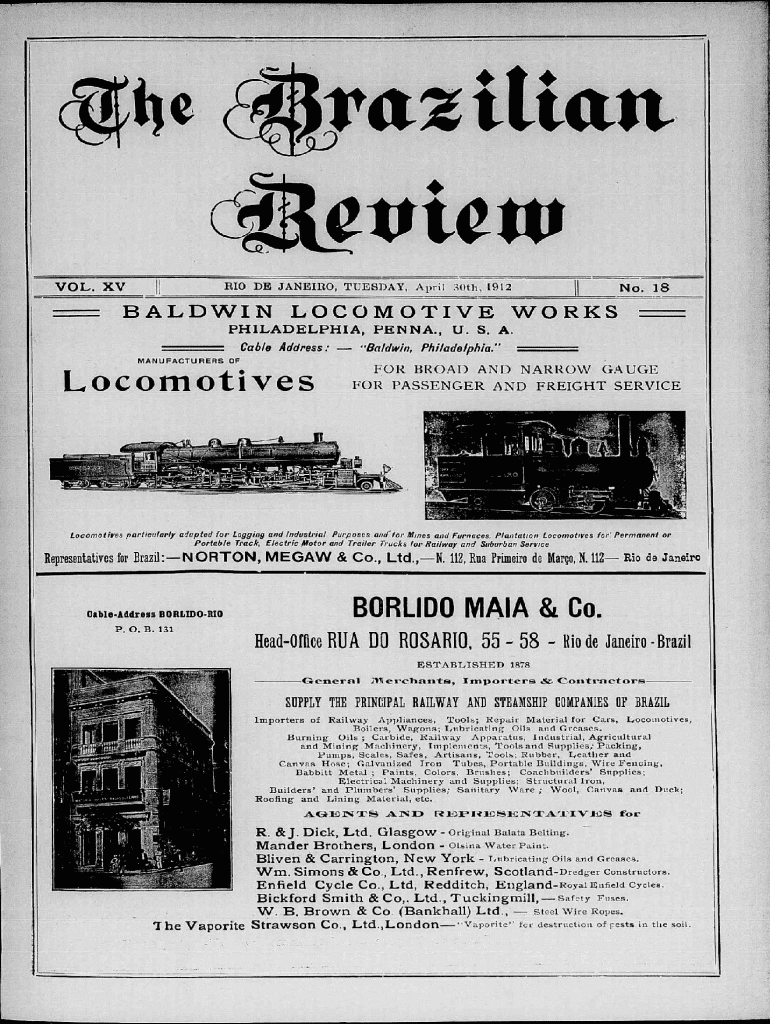 The Brazilian
Review
VOL. XV
RIO DE JANEIRO, TUESDAY, April 30th, 1912
No. 18
BALDWIN LOCOMOTIVE WORKS
PHILADELPHIA, PENNA., U. S. A.
Cable Address: — "Baldwin, Philadelphia."
MANUFACTURERS OF
Locomotives
FOR BROAD AND NARROW GAUGE
FOR PASSENGER AND FREIGHT SERVICE
Locomotives particularly adapted for Logging and Industrial Purposes and for Mines and Furnaces. Plantation Locomotives for Permanent or
Portable Track, Electric Motor and Trailer Trucks for Railway and Suburban Service
Representatives for Brazil:—NORTON, MEGAW & Co., Ltd.,—N. 112, Rua Primeiro de Março, N. 112— Rio de Janeiro
Cable-Address BORLIDO-RIO
P. O. B. 131
BORLIDO MAIA & Co.
Head-Office RUA DO ROSARIO, 55 - 58 - Rio de Janeiro - Brazil
ESTABLISHED 1878
General Merchants, Importers & Contractors
SUPPLY THE PRINCIPAL RAILWAY AND STEAMSHIP COMPANIES OF BRAZIL
Importers of Railway Appliances, Tools; Repair Material for Cars, Locomotives,
Boilers, Wagons; Lubricating Oils and Greases.
Burning Oils; Carbide, Railway Apparatus, Industrial, Agricultural
and Mining Machinery, Implements, Tools and Supplies, Packing,
Pumps, Scales, Safes, Artisans, Tools; Rubber, Leather and
Canvas Hose; Galvanized Iron Tubes, Portable Buildings, Wire Fencing,
Babbitt Metal; Paints, Colors, Brushes; Coachbuilders' Supplies;
Electrical Machinery and Supplies; Structural Iron,
Builders' and Plumbers' Supplies; Sanitary Ware; Wool, Canvas and Duck;
Roofing and Lining Material, etc.
AGENTS AND REPRESENTATIVES for
R. & J. Dick, Ltd. Glasgow - Original Balata Belting.
Mander Brothers, London - Olsina Water Paint.
Bliven & Carrington, New York - Lubricating Oils and Greases.
Wm. Simons & Co., Ltd., Renfrew, Scotland-Dredger Constructors.
Enfield Cycle Co., Ltd, Redditch, England-Royal Enfield Cycles.
Bickford Smith & Co,. Ltd., Tuckingmill,—Safety Fuses.
W. B. Brown & Co. (Bankhall) Ltd., — Steel Wire Ropes.
The Vaporite Strawson Co., Ltd.,London—"Vaporite" for destruction of pests in the soil.